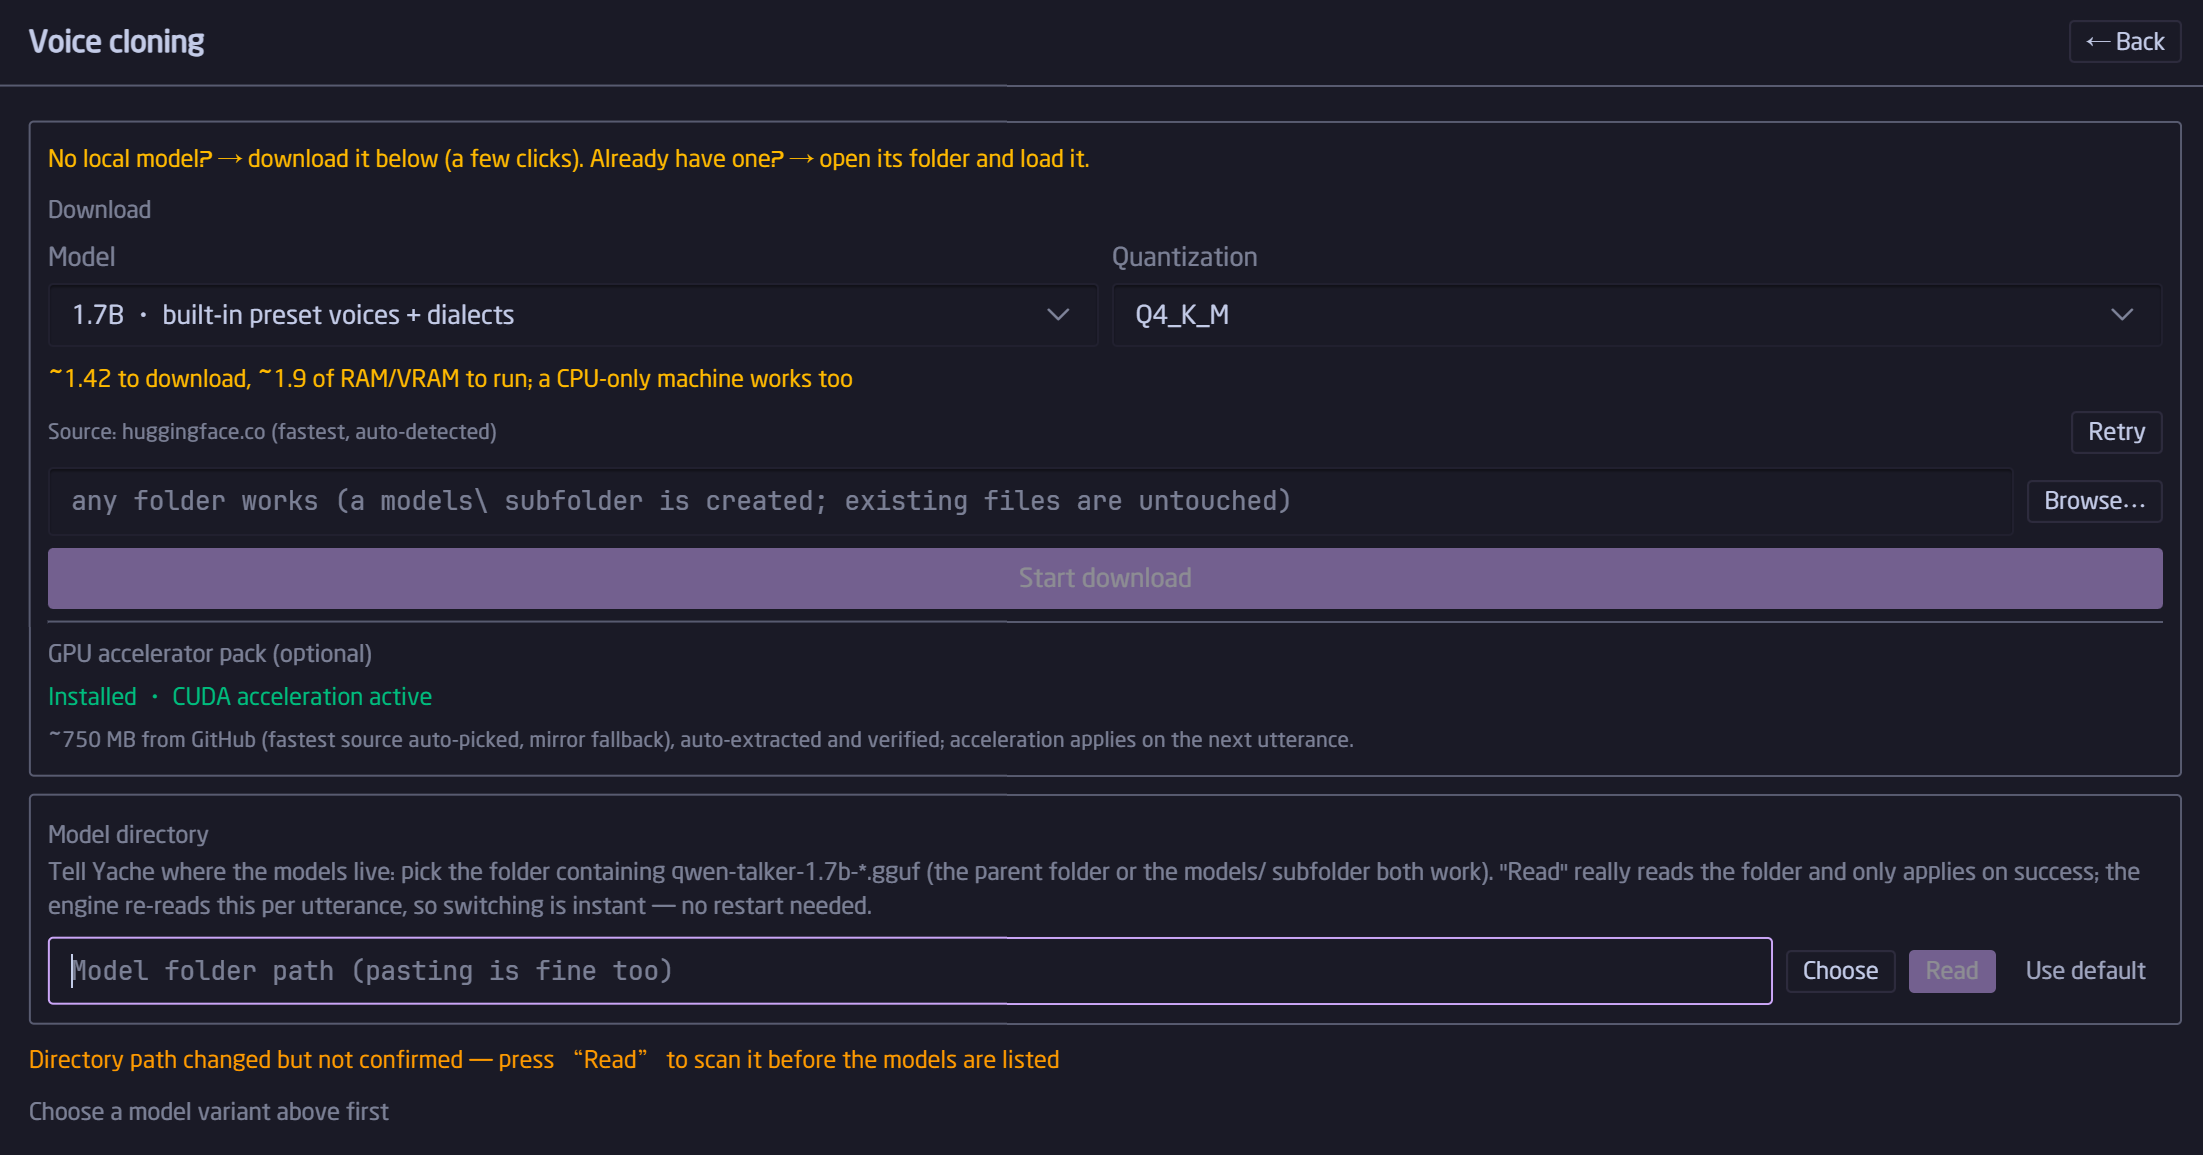 Voice cloning
← Back
No local model? → download it below (a few clicks). Already have one? → open its folder and load it.
Download
Model
Quantization
1.7B · built-in preset voices + dialects
Q4_K_M
~1.42 to download, ~1.9 of RAM/VRAM to run; a CPU-only machine works too
Source: huggingface.co (fastest, auto-detected)
Retry
any folder works (a models\ subfolder is created; existing files are untouched)
Browse...
Start download
GPU accelerator pack (optional)
Installed · CUDA acceleration active
~750 MB from GitHub (fastest source auto-picked, mirror fallback), auto-extracted and verified; acceleration applies on the next utterance.
Model directory
Tell Yache where the models live: pick the folder containing qwen-talker-1.7b-*.gguf (the parent folder or the models/ subfolder both work). "Read" really reads the folder and only applies on success; the
engine re-reads this per utterance, so switching is instant — no restart needed.
Model folder path (pasting is fine too)
Choose
Read
Use default
Directory path changed but not confirmed — press “Read” to scan it before the models are listed
Choose a model variant above first